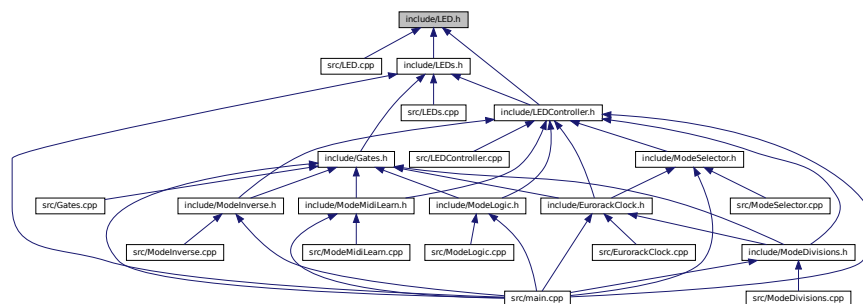 include/LED.h
src/LED.cpp
include/LEDs.h
src/LEDs.cpp
include/LEDController.h
include/Gates.h
src/LEDController.cpp
include/ModeSelector.h
src/Gates.cpp
include/ModeInverse.h
include/ModeMidiLearn.h
include/ModeLogic.h
include/EurorackClock.h
src/ModeSelector.cpp
src/ModeInverse.cpp
src/ModeMidiLearn.cpp
src/ModeLogic.cpp
src/EurorackClock.cpp
include/ModeDivisions.h
src/main.cpp
src/ModeDivisions.cpp